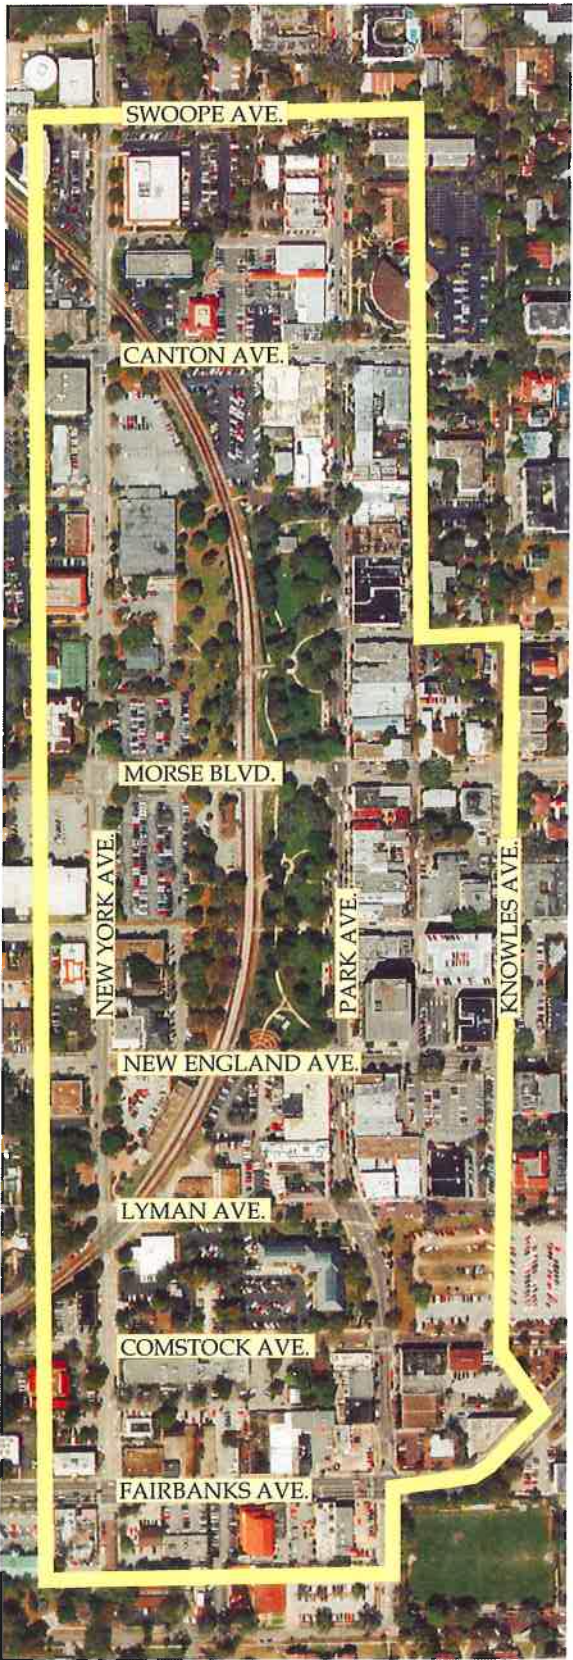 SWOOPE AVE.
CANTON AVE.
MORSE BLVD.
NEW YORK AVE.
PARK AVE.
KNOWLES AVE.
NEW ENGLAND AVE.
LYMAN AVE.
COMSTOCK AVE.
FAIRBANKS AVE.